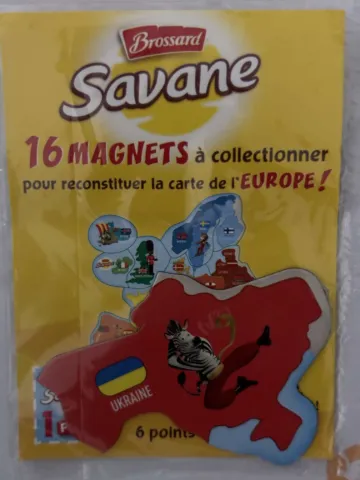 Brossard
Savane
16 MAGNETS à collectionner
pour reconstituer la carte de l'EUROPE!
UKRAINE
6 points